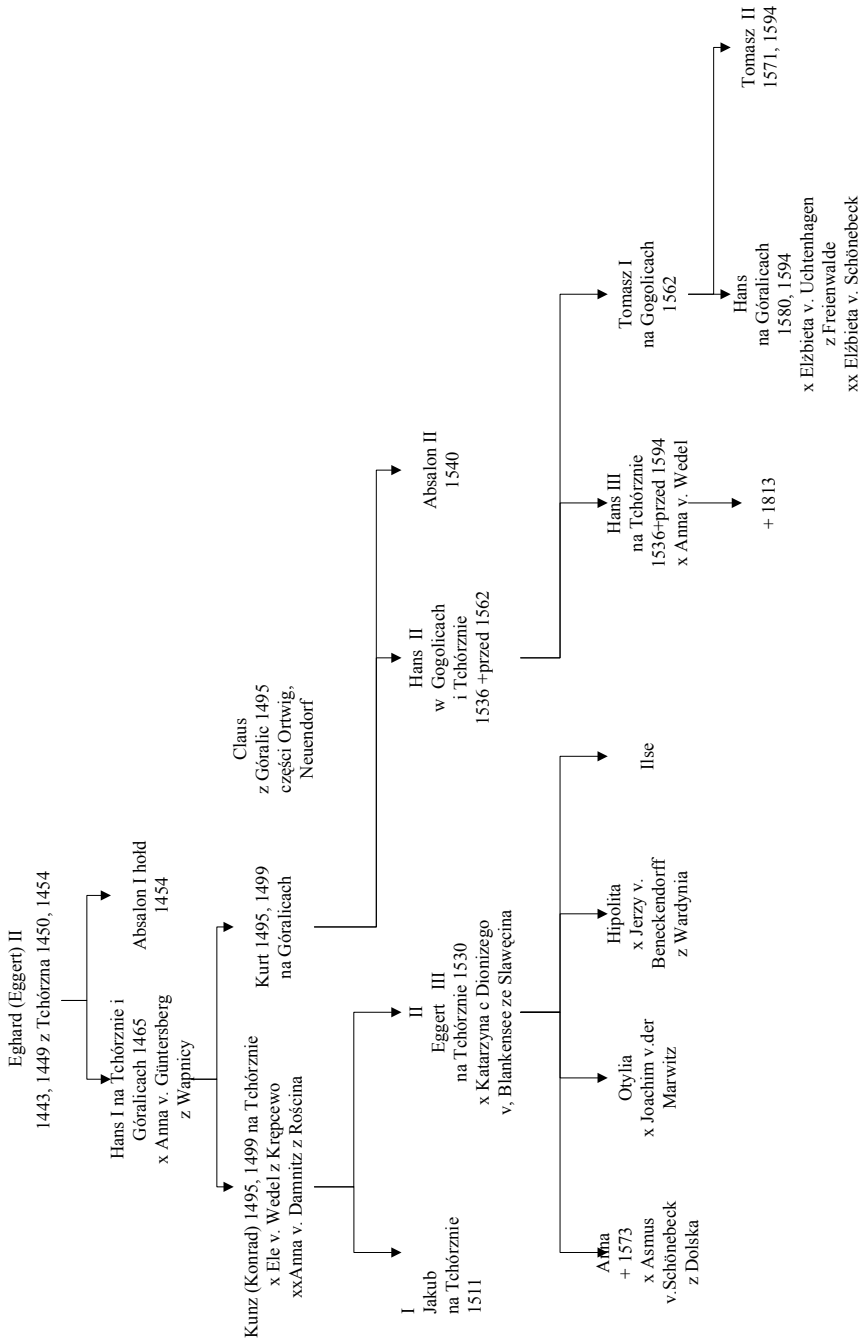 Eghard (Eggert) II
1443, 1449 z Tchórzna 1450, 1454
Hans I na Tchórznie i
Góralicach 1465
x Anna v. Güntersberg
z Wapnicy
Absalon I hołd
1454
Kunz (Konrad) 1495, 1499 na Tchórznie
x Ele v. Wedel z Krępcewo
xxAnna v. Damnitz z Rościna
Kurt 1495, 1499
na Góralicach
Claus
z Góralic 1495
części Ortwig,
Neuendorf
I
Jakub
na Tchórznie
1511
II
Eggert III
na Tchórznie 1530
x Katarzyna c Dionizego
v, Blankensee ze Sławęcina
Hans II
w Gogolicach
i Tchórznie
1536 +przed 1562
Absalon II
1540
Anna
+ 1573
x Asmus
v.Schönebeck
z Dolska
Otylia
x Joachim v.der
Marwitz
Hipolita
x Jerzy v.
Beneckendorff
z Wardynia
Ilse
Hans III
na Tchórznie
1536+przed 1594
x Anna v. Wedel
Tomasz I
na Gogolicach
1562
+ 1813
Hans
na Góralicach
1580, 1594
x Elżbieta v. Uchtenhagen
z Freienwalde
xx Elżbieta v. Schönebeck
Tomasz II
1571, 1594